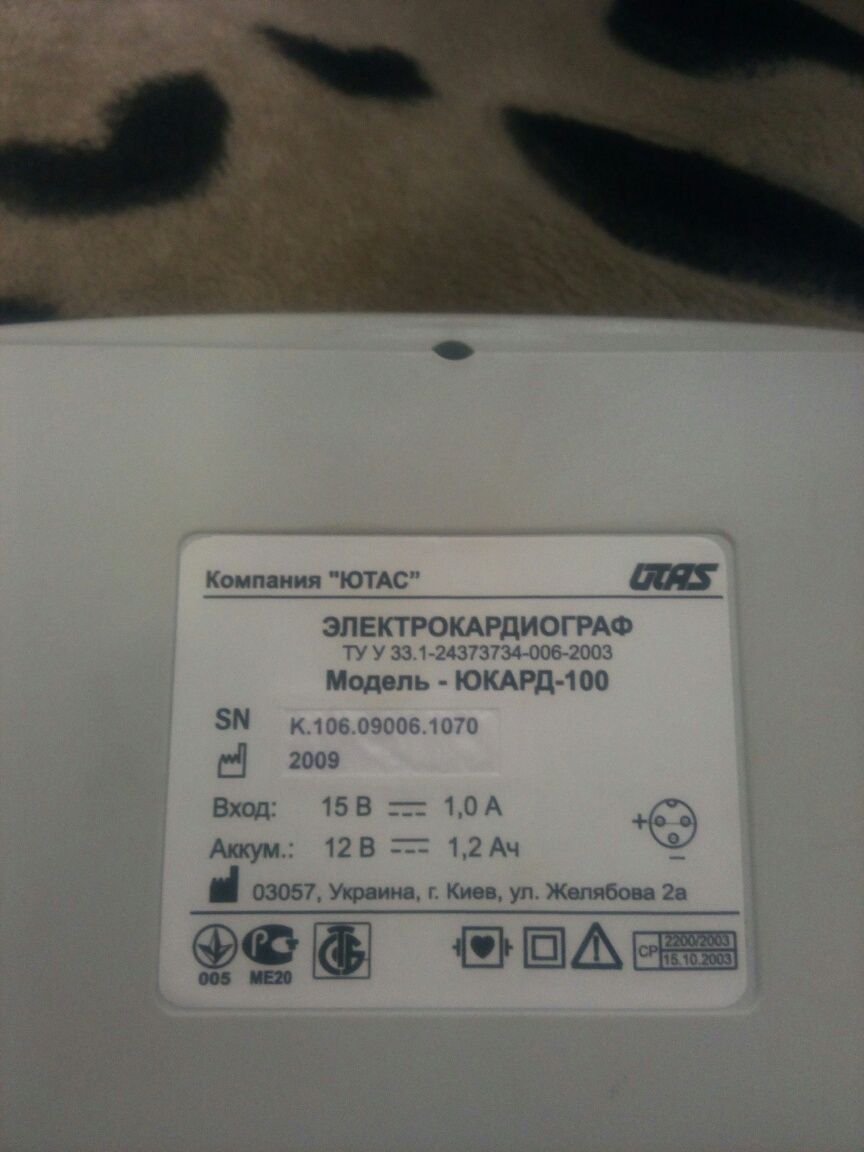 Компания "ЮТАС" UTAS
ЭЛЕКТРОКАРДИОГРАФ
ТУ У 33.1-24373734-006-2003
Модель - ЮКАРД-100
SN K.106.09006.1070
2009
Вход: 15 В 1,0 А
+
Аккум.: 12 В 1,2 Ач
−
03057, Украина, г. Киев, ул. Желябова 2а
005 МЕ20 СР 2200/2003
15.10.2003